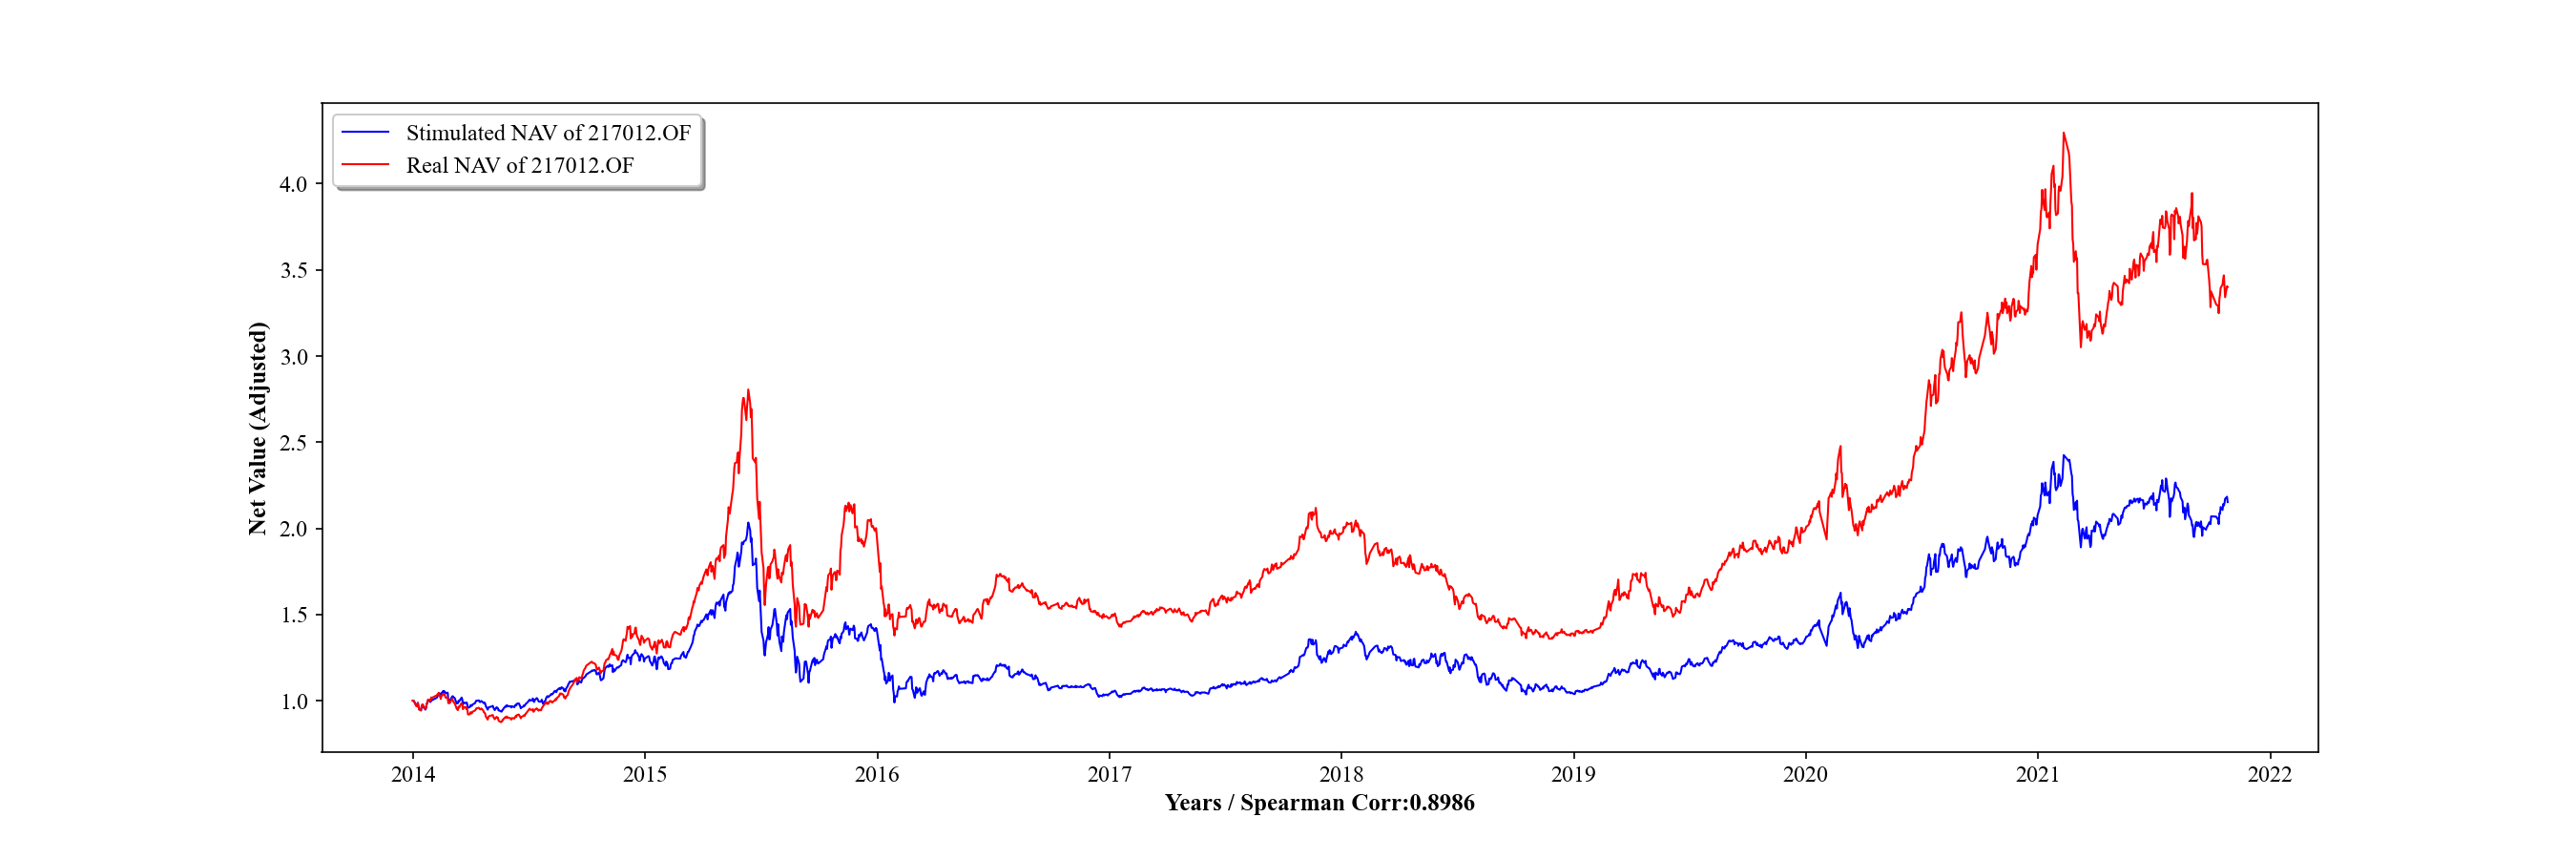 Stimulated NAV of 217012.OF
Real NAV of 217012.OF
4.0
3.5
3.0
2.5
2.0
1.5
1.0
Net Value (Adjusted)
2014 2015 2016 2017 2018 2019 2020 2021 2022
Years / Spearman Corr:0.8986